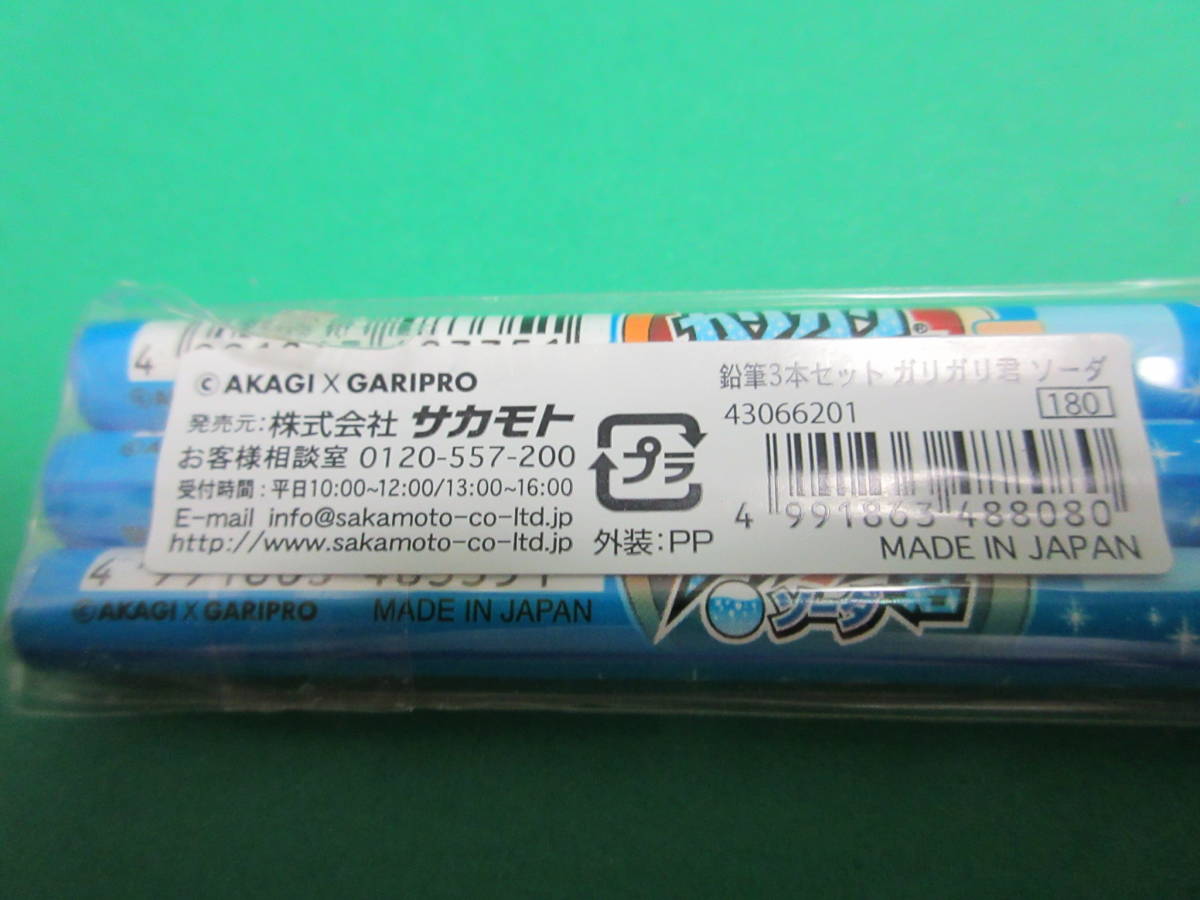 © AKAGI X GARIPRO
発売元:株式会社 サカモト
お客様相談室 0120-557-200
受付時間:平日10:00~12:00/13:00~16:00
E-mail info@sakamoto-co-ltd.jp
http://www.sakamoto-co-ltd.jp
プラ
外装:PP
鉛筆3本セット ガリガリ君 ソーダ
43066201
180
4 991863 488080
MADE IN JAPAN
©AKAGI X GARIPRO MADE IN JAPAN
ソーダ